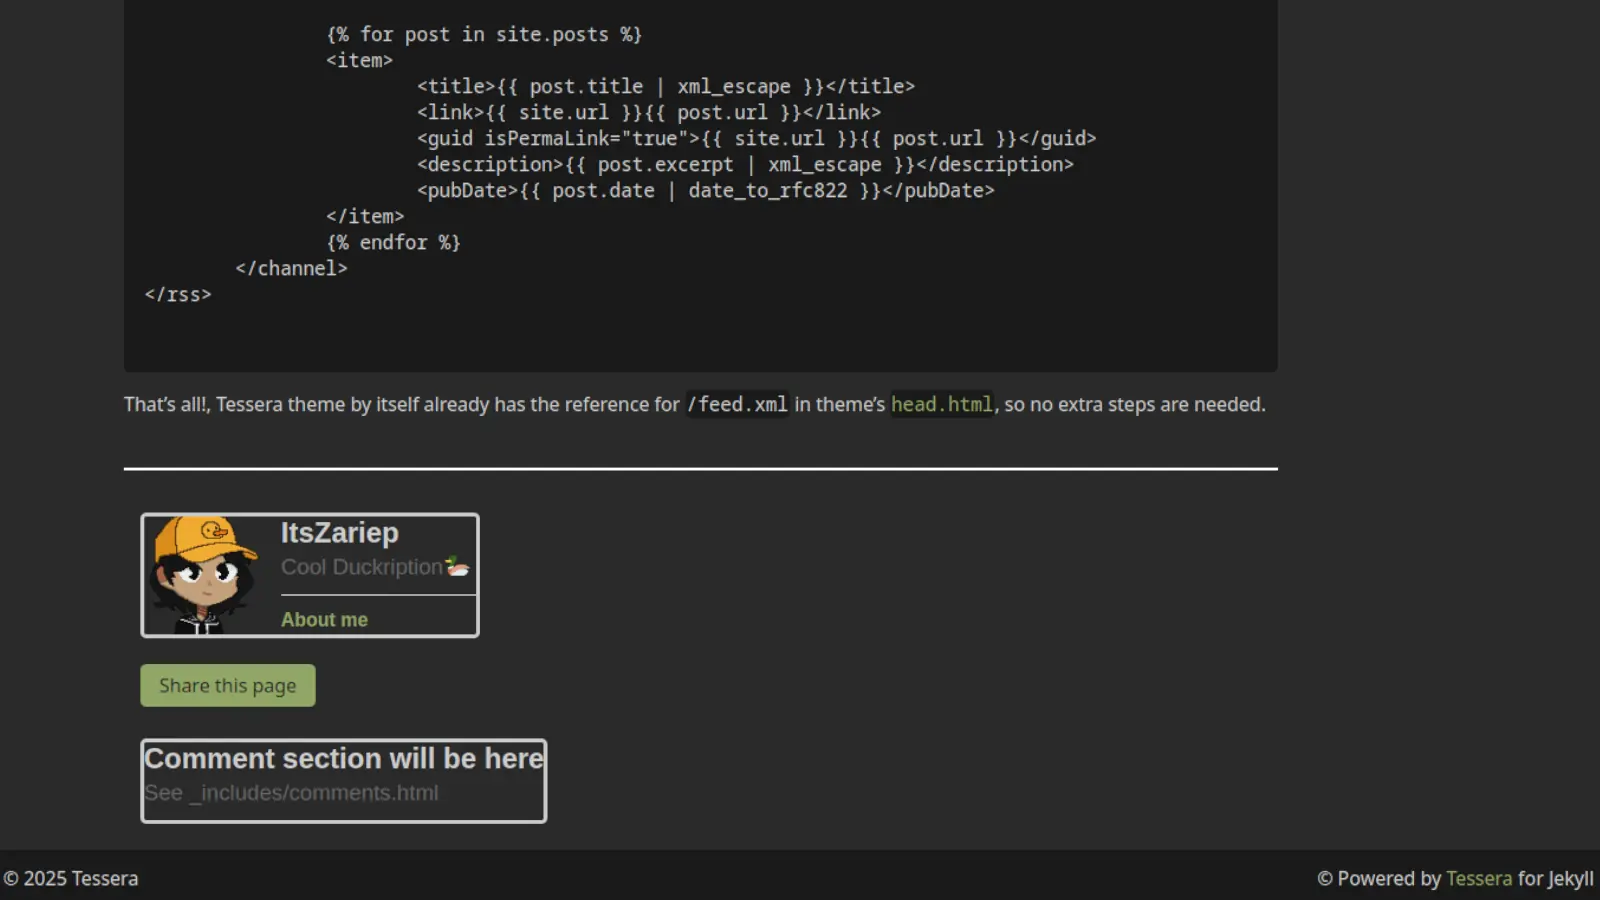 {% for post in site.posts %}
<item>
<title>{{ post.title | xml_escape }}</title>
<link>{{ site.url }}{{ post.url }}</link>
<guid isPermaLink="true">{{ site.url }}{{ post.url }}</guid>
<description>{{ post.excerpt | xml_escape }}</description>
<pubDate>{{ post.date | date_to_rfc822 }}</pubDate>
</item>
{% endfor %}
</channel>
</rss>
That’s all!, Tessera theme by itself already has the reference for /feed.xml in theme’s head.html, so no extra steps are needed.
ItsZariep
Cool Duckription🦆
About me
Share this page
Comment section will be here
See _includes/comments.html
© 2025 Tessera
© Powered by Tessera for Jekyll